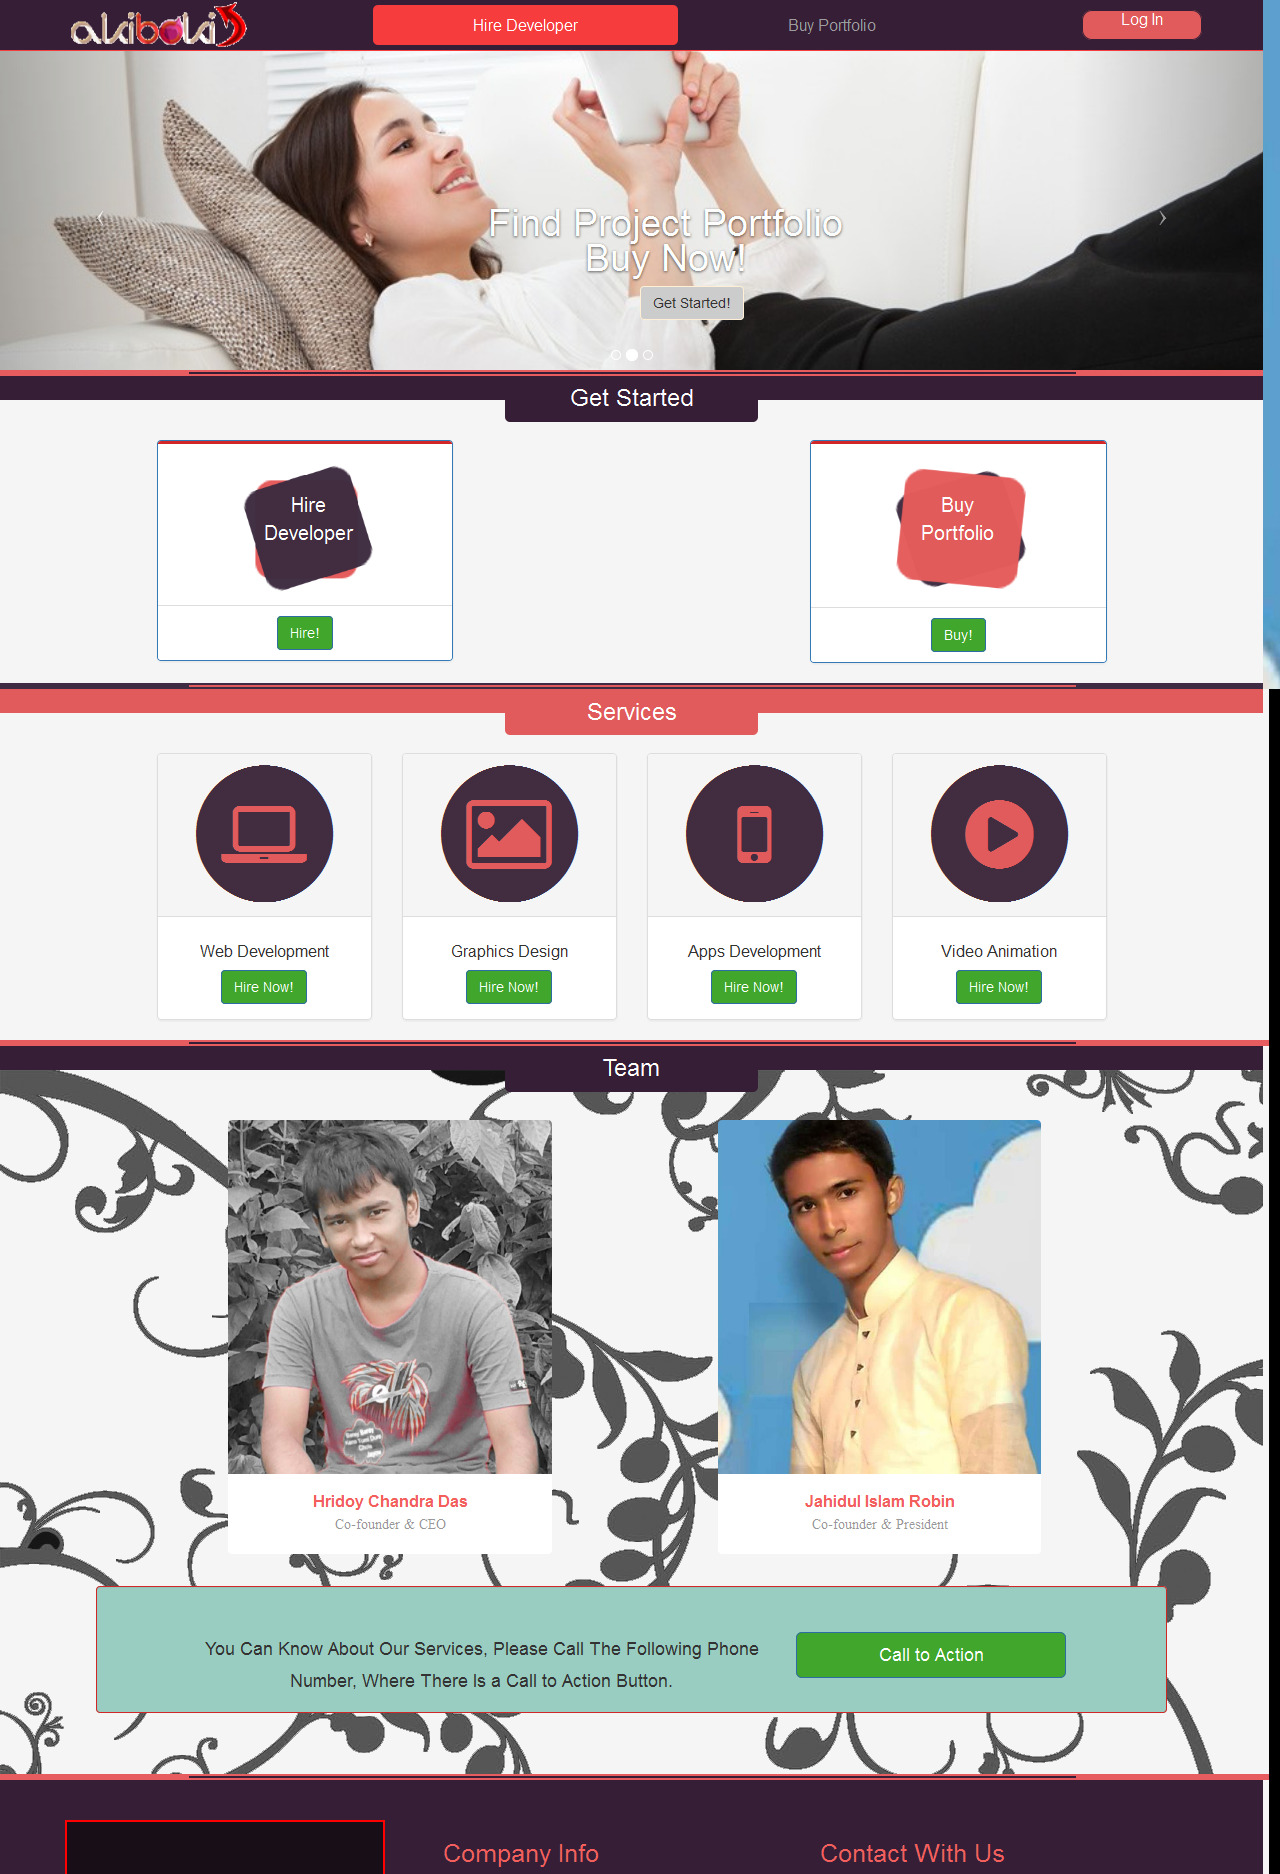 akibaki
Hire Developer
Buy Portfolio
Log In
Find Project Portfolio
Buy Now!
Get Started!
Get Started
Hire
Developer
Buy
Portfolio
Hire!
Buy!
Services
Web Development
Graphics Design
Apps Development
Video Animation
Hire Now!
Hire Now!
Hire Now!
Hire Now!
Team
Hridoy Chandra Das
Co-founder & CEO
Jahidul Islam Robin
Co-founder & President
You Can Know About Our Services, Please Call The Following Phone
Number, Where There Is a Call to Action Button.
Call to Action
Company Info
Contact With Us